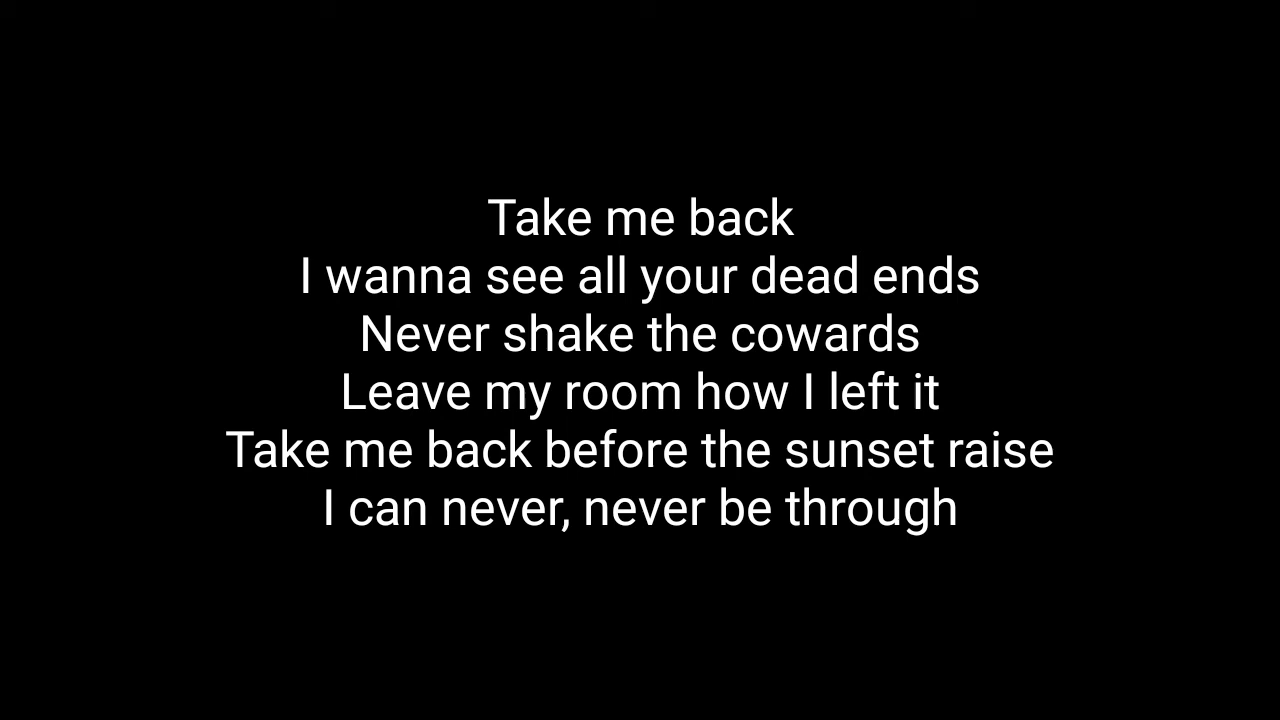 Take me back
I wanna see all your dead ends
Never shake the cowards
Leave my room how I left it
Take me back before the sunset raise
I can never, never be through